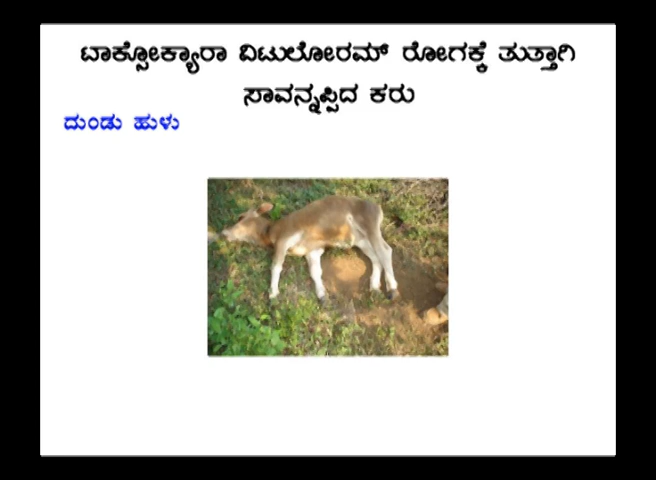 ಟಾಕ್ಸೋಕ್ಯಾರಾ ವಿಟುಲೋರಮ್ ರೋಗಕ್ಕೆ ತುತ್ತಾಗಿ
ಸಾವನ್ನಪ್ಪಿದ ಕರು
ದುಂಡು ಹುಳು